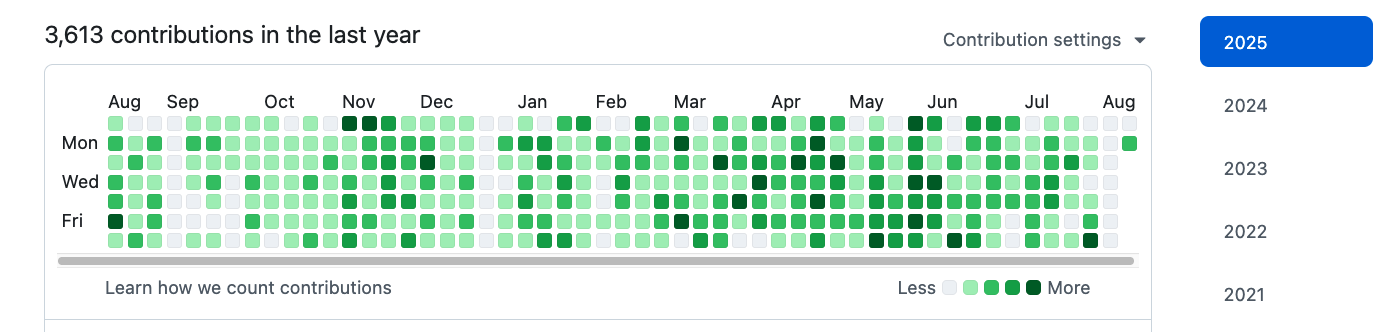 3,613 contributions in the last year
Contribution settings
Aug Sep Oct Nov Dec Jan Feb Mar Apr May Jun Jul Aug
Mon
Wed
Fri
Learn how we count contributions
Less More
2025
2024
2023
2022
2021